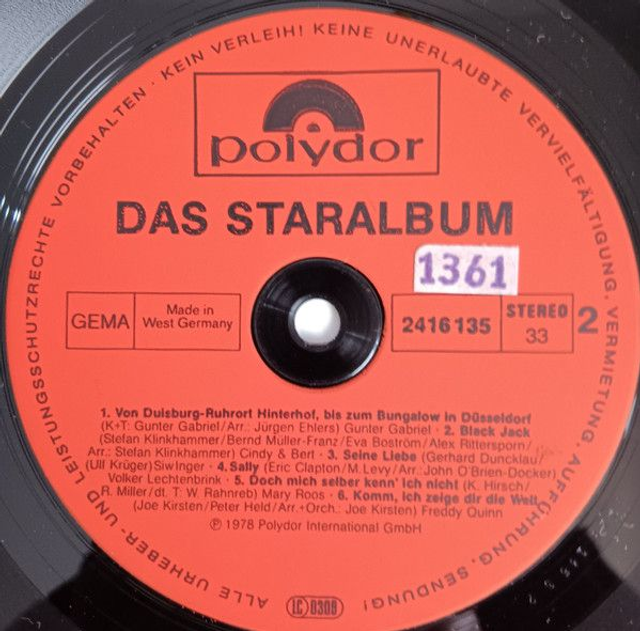 ALLE URHEBER- UND LEISTUNGSSCHUTZRECHTE VORBEHALTEN · KEIN VERLEIH! KEINE UNERLAUBTE VERVIELFÄLTIGUNG, VERMIETUNG, AUFFÜHRUNG, SENDUNG!
polydor
DAS STARALBUM
1361
GEMA
Made in
West Germany
2416 135
STEREO
33
2
1. Von Duisburg-Ruhrort Hinterhof, bis zum Bungalow in Düsseldorf
(K+T: Gunter Gabriel/Arr.: Jürgen Ehlers) Gunter Gabriel · 2. Black Jack
(Stefan Klinkhammer/Bernd Müller-Franz/Eva Boström/Alex Rittersporn/
Arr.: Stefan Klinkhammer) Cindy & Bert · 3. Seine Liebe (Gerhard Duncklau/
(Ulf Krüger) Siw Inger · 4. Sally (Eric Clapton/M. Levy/Arr: John O'Brien-Docker)
Volker Lechtenbrink · 5. Doch mich selber kenn' ich nicht (K. Hirsch/
R. Miller/dt. T. W. Rahnreb) Mary Roos · 6. Komm, ich zeige dir die Welt
(Joe Kirsten/Peter Held/Arr.+Orch.: Joe Kirsten) Freddy Quinn
℗ 1978 Polydor International GmbH
LC 0309